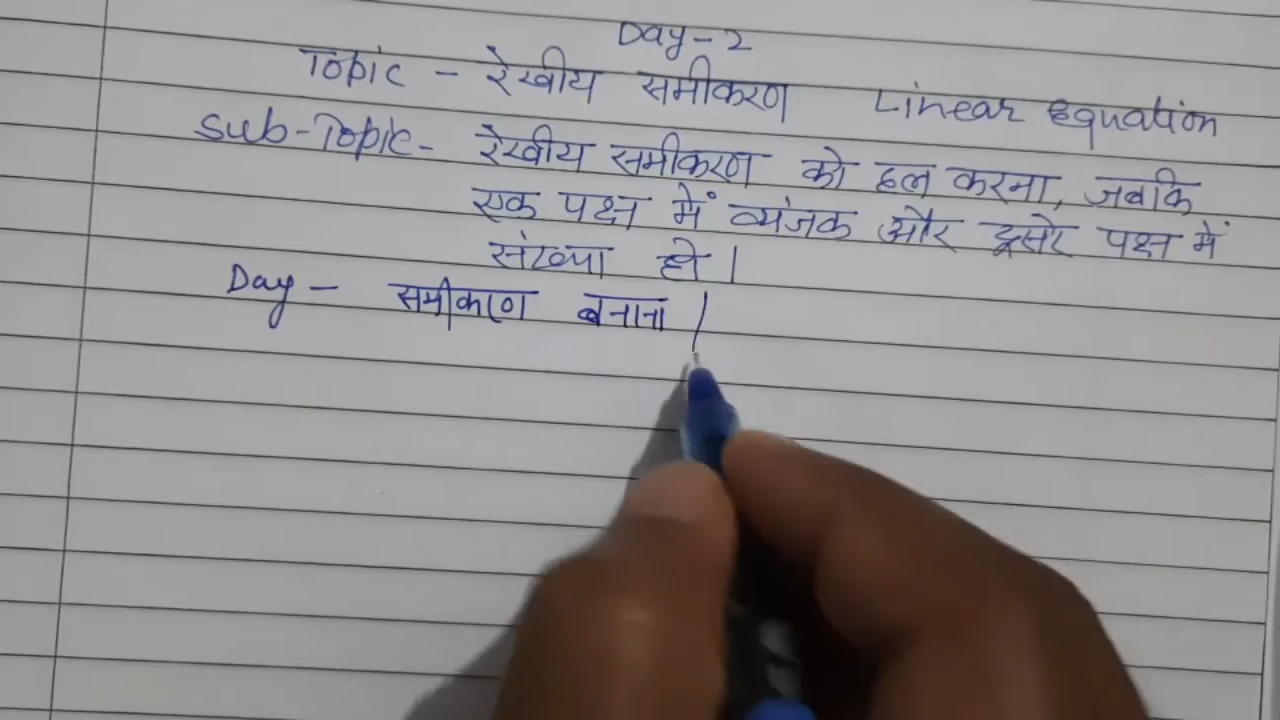 Day - 2
Topic - रेखीय समीकरण Linear Equation
Sub-Topic - रेखीय समीकरण को हल करना, जबकि
एक पक्ष में व्यंजक और दूसरे पक्ष में
संख्या हो।
Day - समीकरण बनाना।